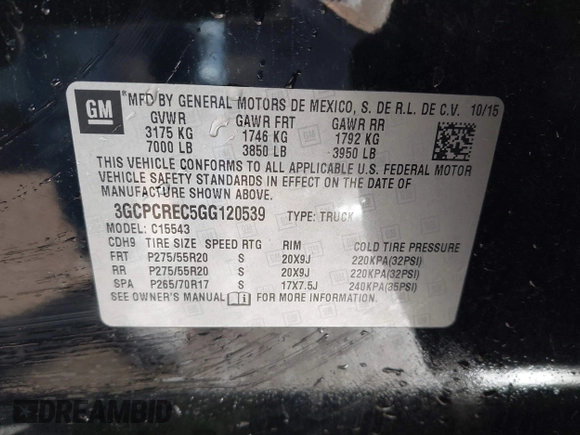 GM
MFD BY GENERAL MOTORS DE MEXICO, S. DE R.L. DE C.V. 10/15
GVWR GAWR FRT GAWR RR
3175 KG 1746 KG 1792 KG
7000 LB 3850 LB 3950 LB
THIS VEHICLE CONFORMS TO ALL APPLICABLE U.S. FEDERAL MOTOR
VEHICLE SAFETY STANDARDS IN EFFECT ON THE DATE OF
MANUFACTURE SHOWN ABOVE.
3GCPCREC5GG120539 TYPE: TRUCK
MODEL: C15543
CDH9 TIRE SIZE SPEED RTG RIM COLD TIRE PRESSURE
FRT P275/55R20 S 20X9J 220KPA(32PSI)
RR P275/55R20 S 20X9J 220KPA(32PSI)
SPA P265/70R17 S 17X7.5J 240KPA(35PSI)
SEE OWNER'S MANUAL FOR MORE INFORMATION.
DREAMBID